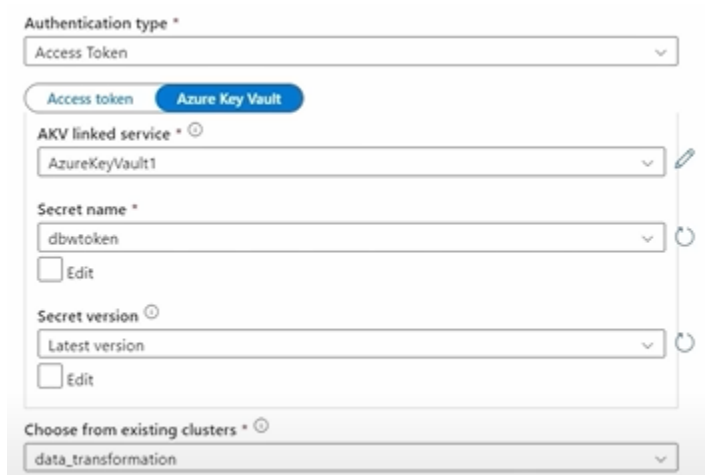 Authentication type *
Access Token
Access token Azure Key Vault
AKV linked service *
AzureKeyVault1
Secret name *
dbwtoken
Edit
Secret version
Latest version
Edit
Choose from existing clusters *
data_transformation